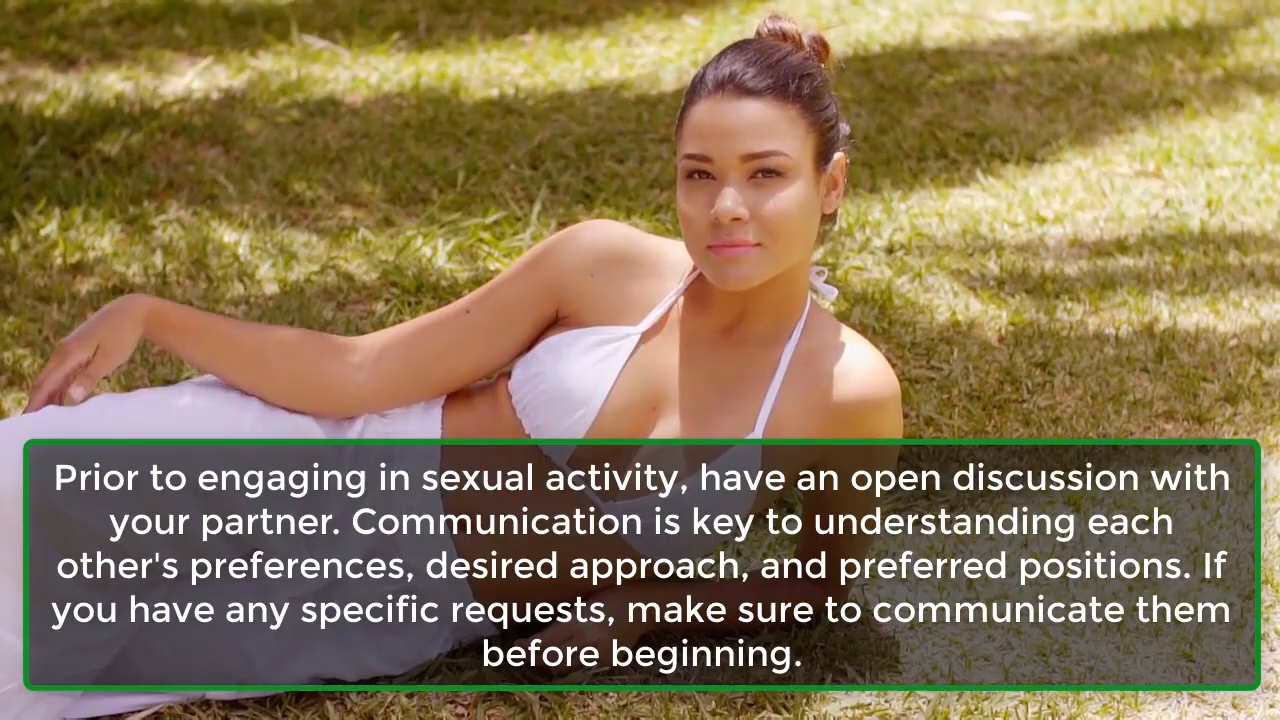 Prior to engaging in sexual activity, have an open discussion with
your partner. Communication is key to understanding each
other's preferences, desired approach, and preferred positions. If
you have any specific requests, make sure to communicate them
before beginning.